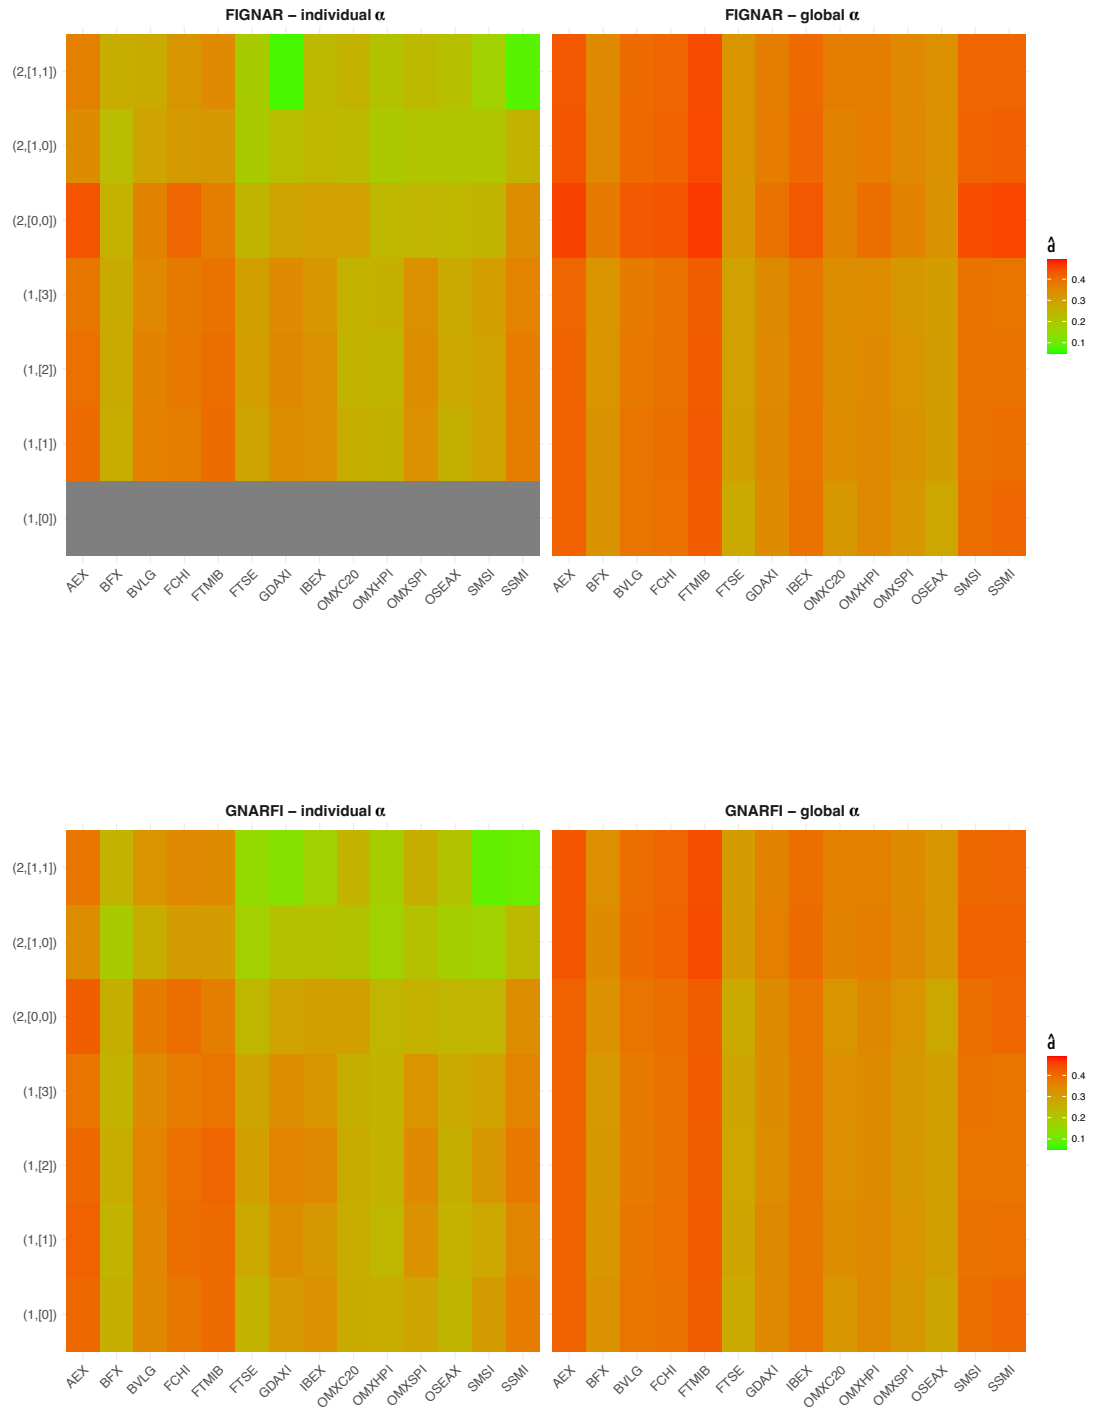 FIGNAR – individual α
FIGNAR – global α
(2,[1,1])
(2,[1,0])
(2,[0,0])
(1,[3])
(1,[2])
(1,[1])
(1,[0])
AEX BFX BVLG FCHI FTMIB FTSE GDAXI IBEX OMXC20 OMXHPI OMXSPI OSEAX SMSI SSMI
AEX BFX BVLG FCHI FTMIB FTSE GDAXI IBEX OMXC20 OMXHPI OMXSPI OSEAX SMSI SSMI
d̂
0.4
0.3
0.2
0.1
GNARFI – individual α
GNARFI – global α
(2,[1,1])
(2,[1,0])
(2,[0,0])
(1,[3])
(1,[2])
(1,[1])
(1,[0])
AEX BFX BVLG FCHI FTMIB FTSE GDAXI IBEX OMXC20 OMXHPI OMXSPI OSEAX SMSI SSMI
AEX BFX BVLG FCHI FTMIB FTSE GDAXI IBEX OMXC20 OMXHPI OMXSPI OSEAX SMSI SSMI
d̂
0.4
0.3
0.2
0.1